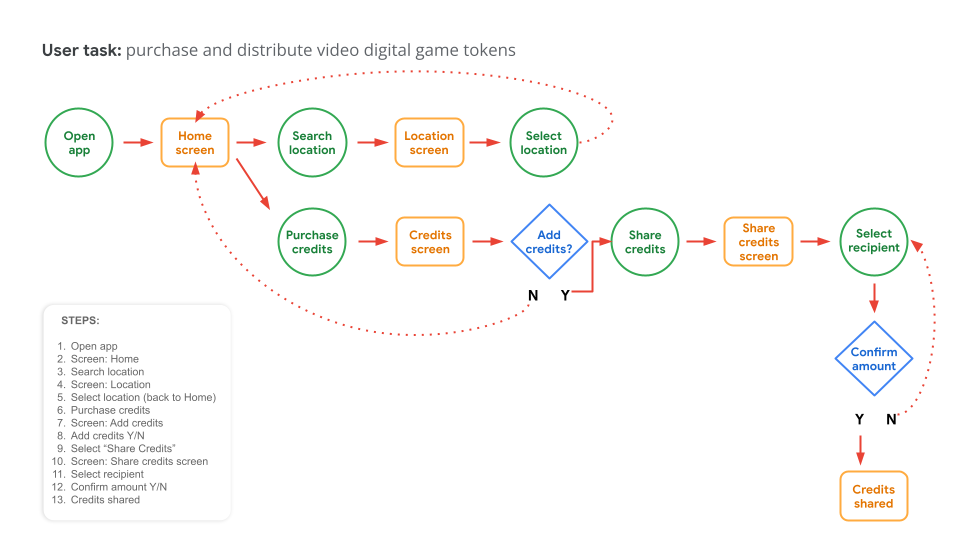 User task: purchase and distribute video digital game tokens
Open
app
Home
screen
Search
location
Location
screen
Select
location
Purchase
credits
Credits
screen
Add
credits?
N
Y
Share
credits
Share
credits
screen
Select
recipient
Confirm
amount
Y
N
Credits
shared
STEPS:
1. Open app
2. Screen: Home
3. Search location
4. Screen: Location
5. Select location (back to Home)
6. Purchase credits
7. Screen: Add credits
8. Add credits Y/N
9. Select “Share Credits”
10. Screen: Share credits screen
11. Select recipient
12. Confirm amount Y/N
13. Credits shared